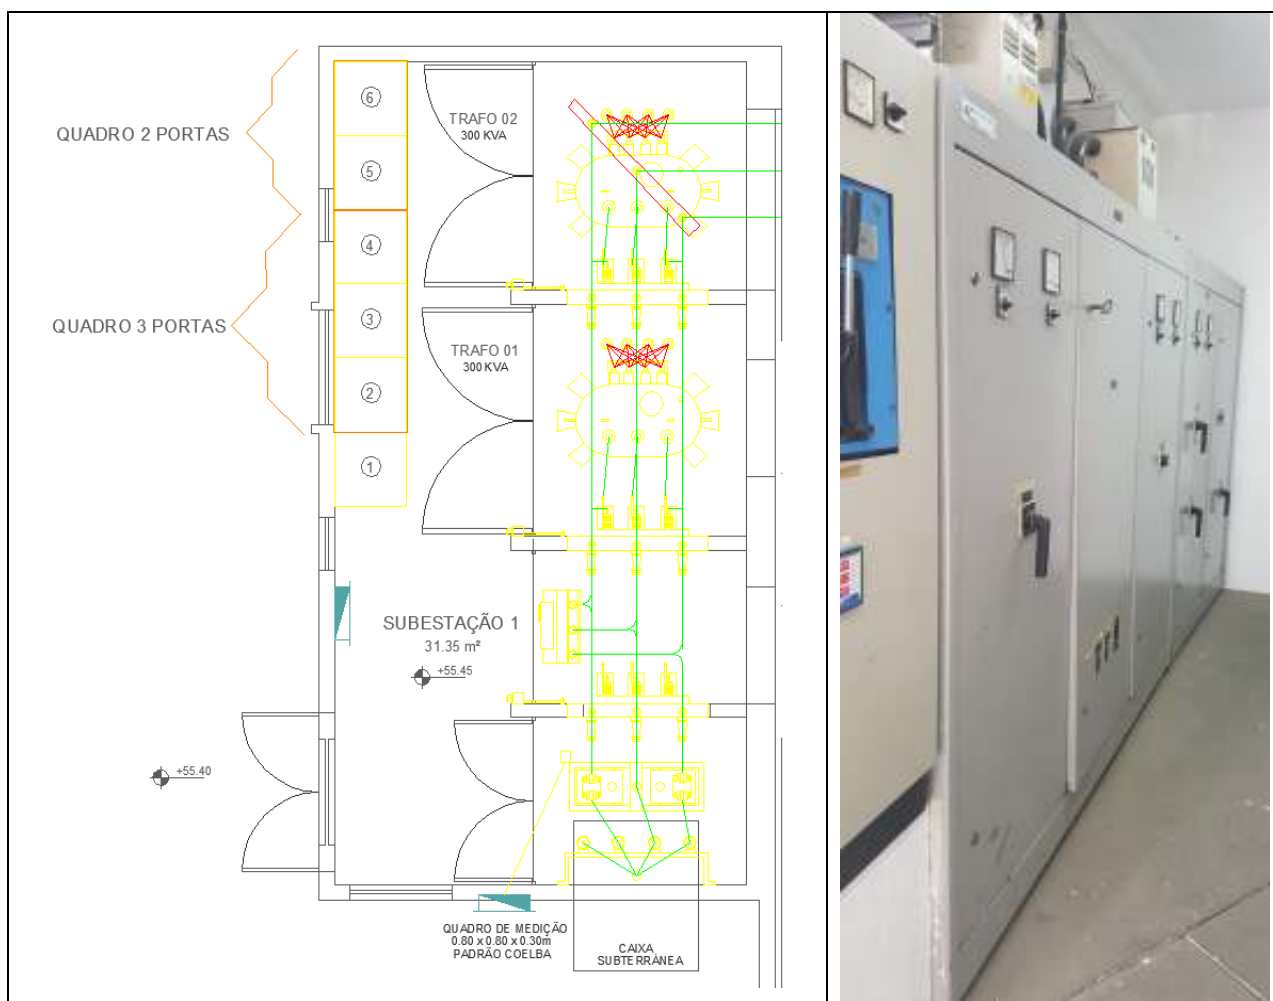 QUADRO 2 PORTAS
6
TRAFO 02
300 KVA
5
4
QUADRO 3 PORTAS
3
TRAFO 01
300 KVA
2
1
SUBESTAÇÃO 1
31.35 m²
+55.45
+55.40
QUADRO DE MEDIÇÃO
0.80 x 0.80 x 0.30m
PADRÃO COELBA
CAIXA
SUBTERRÂNEA